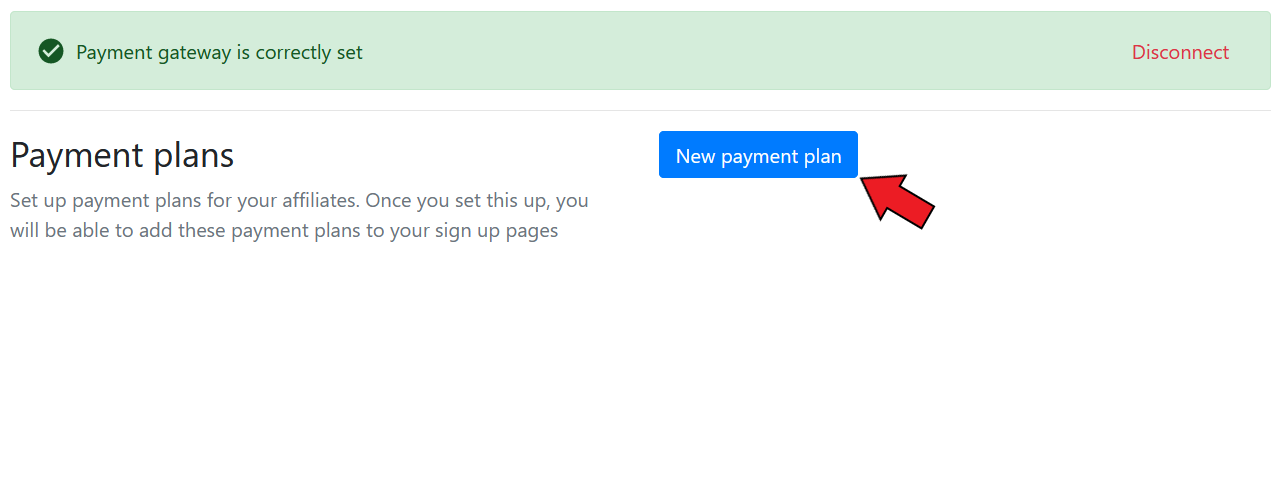 Payment gateway is correctly set
Disconnect
Payment plans
New payment plan
Set up payment plans for your affiliates. Once you set this up, you
will be able to add these payment plans to your sign up pages